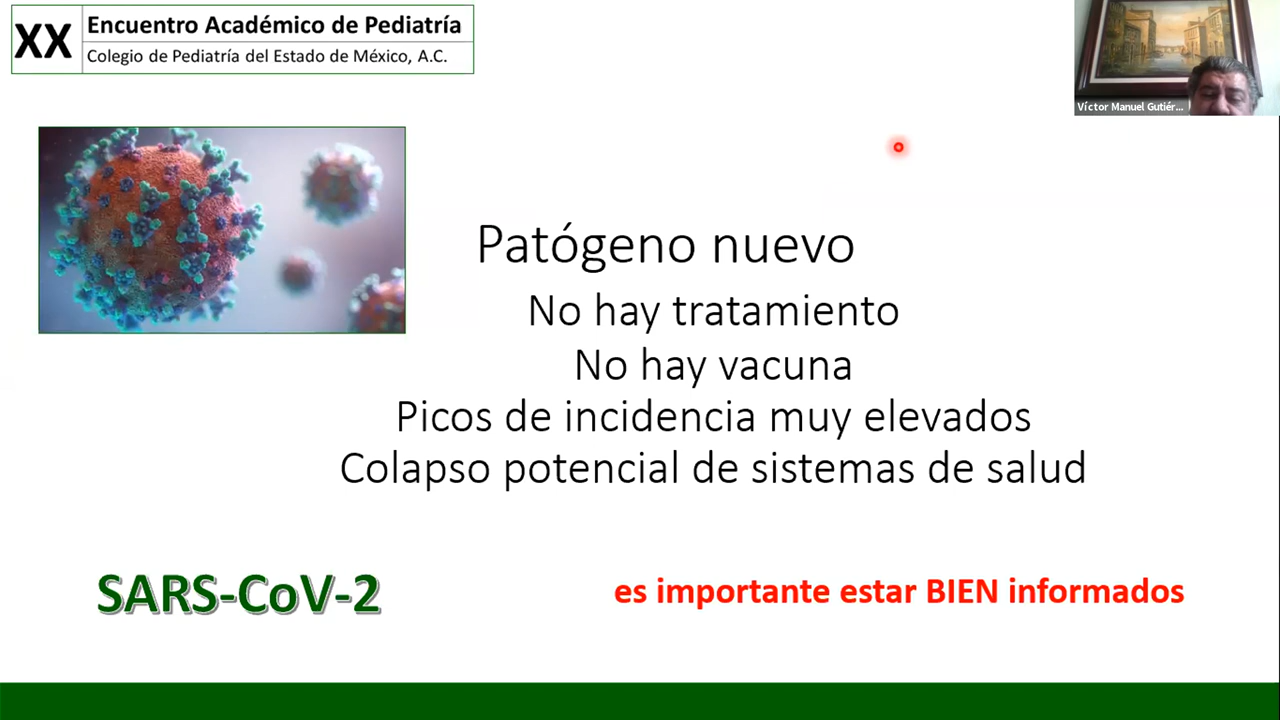 XX
Encuentro Académico de Pediatría
Colegio de Pediatría del Estado de México, A.C.
Víctor Manuel Gutiér...
Patógeno nuevo
No hay tratamiento
No hay vacuna
Picos de incidencia muy elevados
Colapso potencial de sistemas de salud
SARS-CoV-2
es importante estar BIEN informados